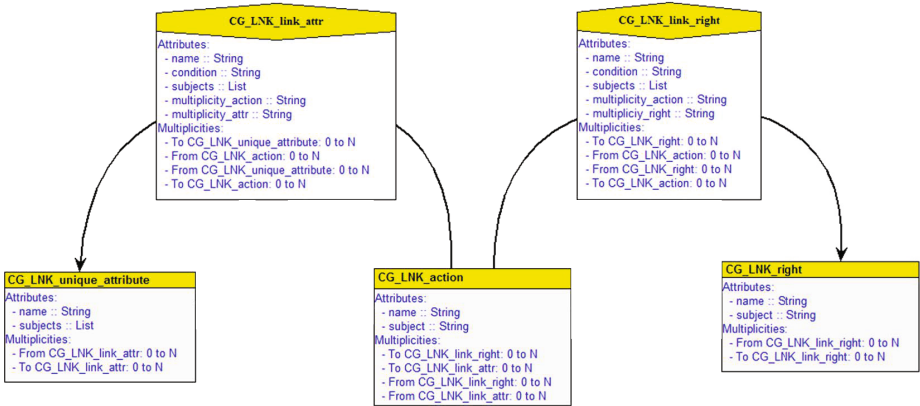 CG_LNK_link_attr
Attributes:
- name :: String
- condition :: String
- subjects :: List
- multiplicity_action :: String
- multiplicity_attr :: String
Multiplicities:
- To CG_LNK_unique_attribute: 0 to N
- From CG_LNK_action: 0 to N
- From CG_LNK_unique_attribute: 0 to N
- To CG_LNK_action: 0 to N
CG_LNK_link_right
Attributes:
- name :: String
- condition :: String
- subjects :: List
- multiplicity_action :: String
- multipliciy_right :: String
Multiplicities:
- To CG_LNK_right: 0 to N
- From CG_LNK_action: 0 to N
- From CG_LNK_right: 0 to N
- To CG_LNK_action: 0 to N
CG_LNK_unique_attribute
Attributes:
- name :: String
- subjects :: List
Multiplicities:
- From CG_LNK_link_attr: 0 to N
- To CG_LNK_link_attr: 0 to N
CG_LNK_action
Attributes:
- name :: String
- subject :: String
Multiplicities:
- To CG_LNK_link_right: 0 to N
- To CG_LNK_link_attr: 0 to N
- From CG_LNK_link_right: 0 to N
- From CG_LNK_link_attr: 0 to N
CG_LNK_right
Attributes:
- name :: String
- subject :: String
Multiplicities:
- From CG_LNK_link_right: 0 to N
- To CG_LNK_link_right: 0 to N